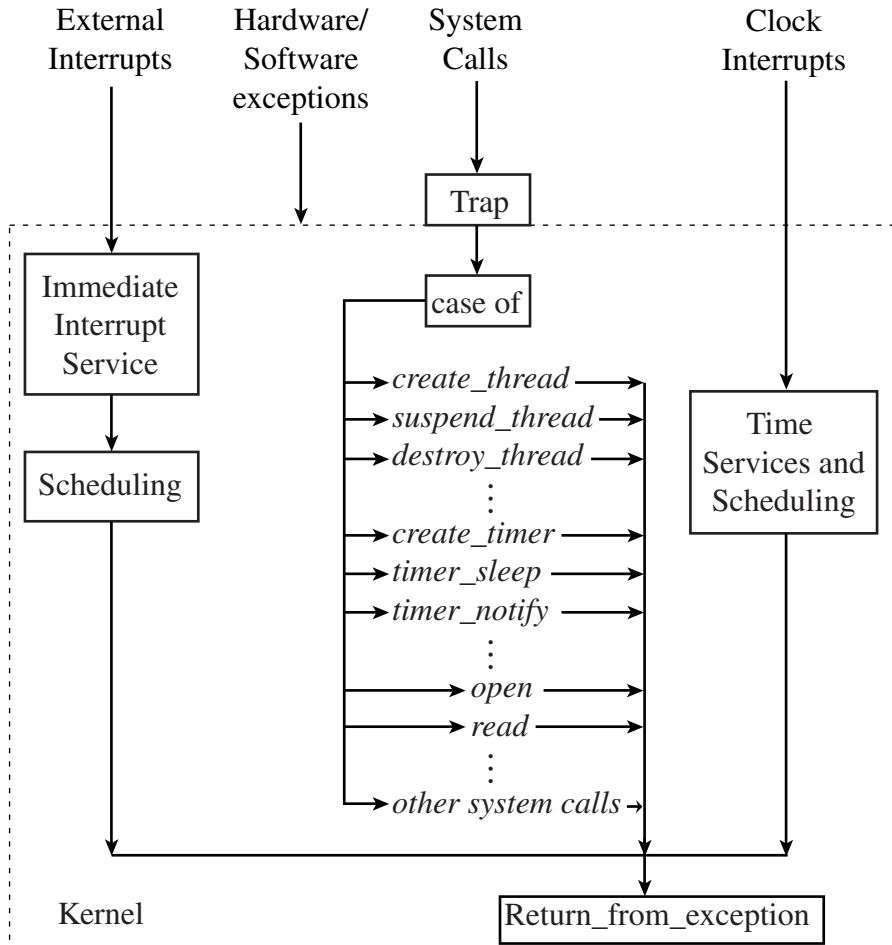 External
Interrupts
Hardware/
Software
exceptions
System
Calls
Clock
Interrupts
Trap
Immediate
Interrupt
Service
case of
create_thread
suspend_thread
destroy_thread
Time
Services and
Scheduling
Scheduling
create_timer
timer_sleep
timer_notify
open
read
other system calls
Kernel
Return_from_exception